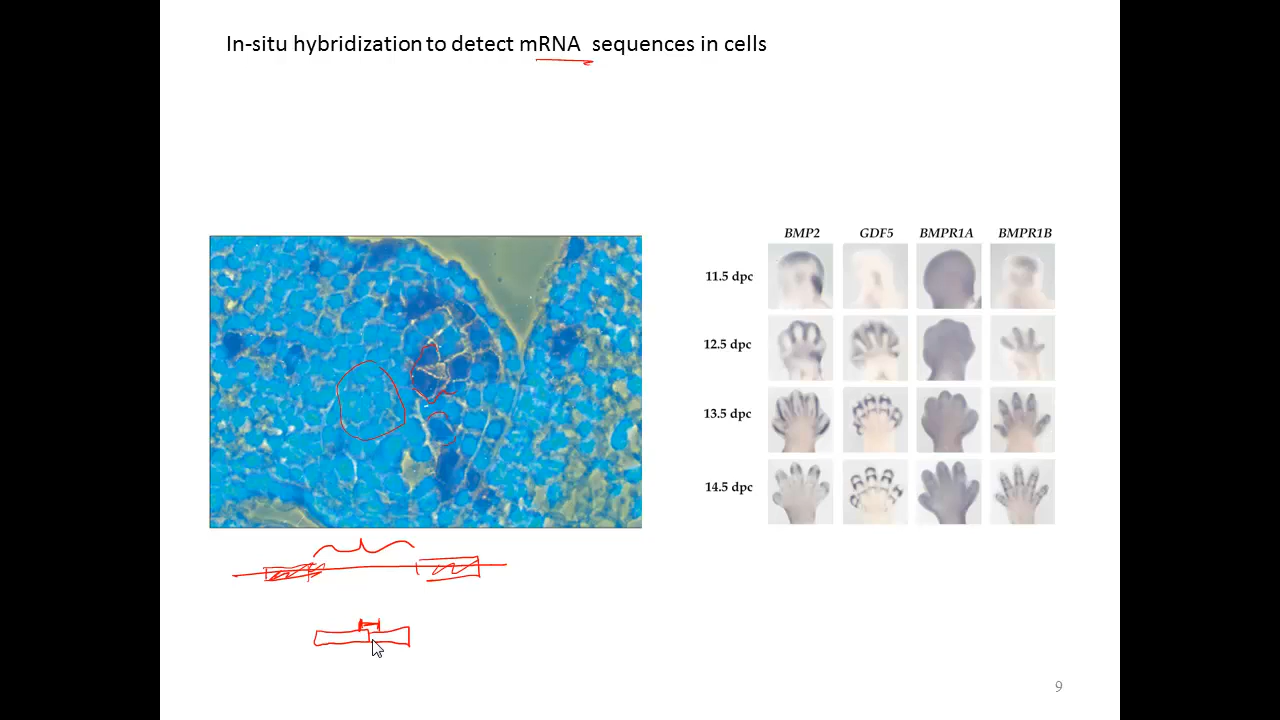 In-situ hybridization to detect mRNA sequences in cells
BMP2 GDF5 BMPR1A BMPR1B
11.5 dpc
12.5 dpc
13.5 dpc
14.5 dpc
9